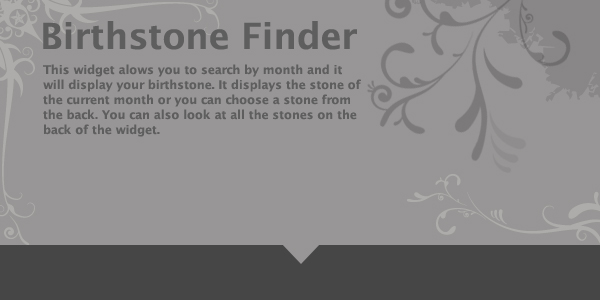 Birthstone Finder
This widget alows you to search by month and it
will display your birthstone. It displays the stone of
the current month or you can choose a stone from
the back. You can also look at all the stones on the
back of the widget.